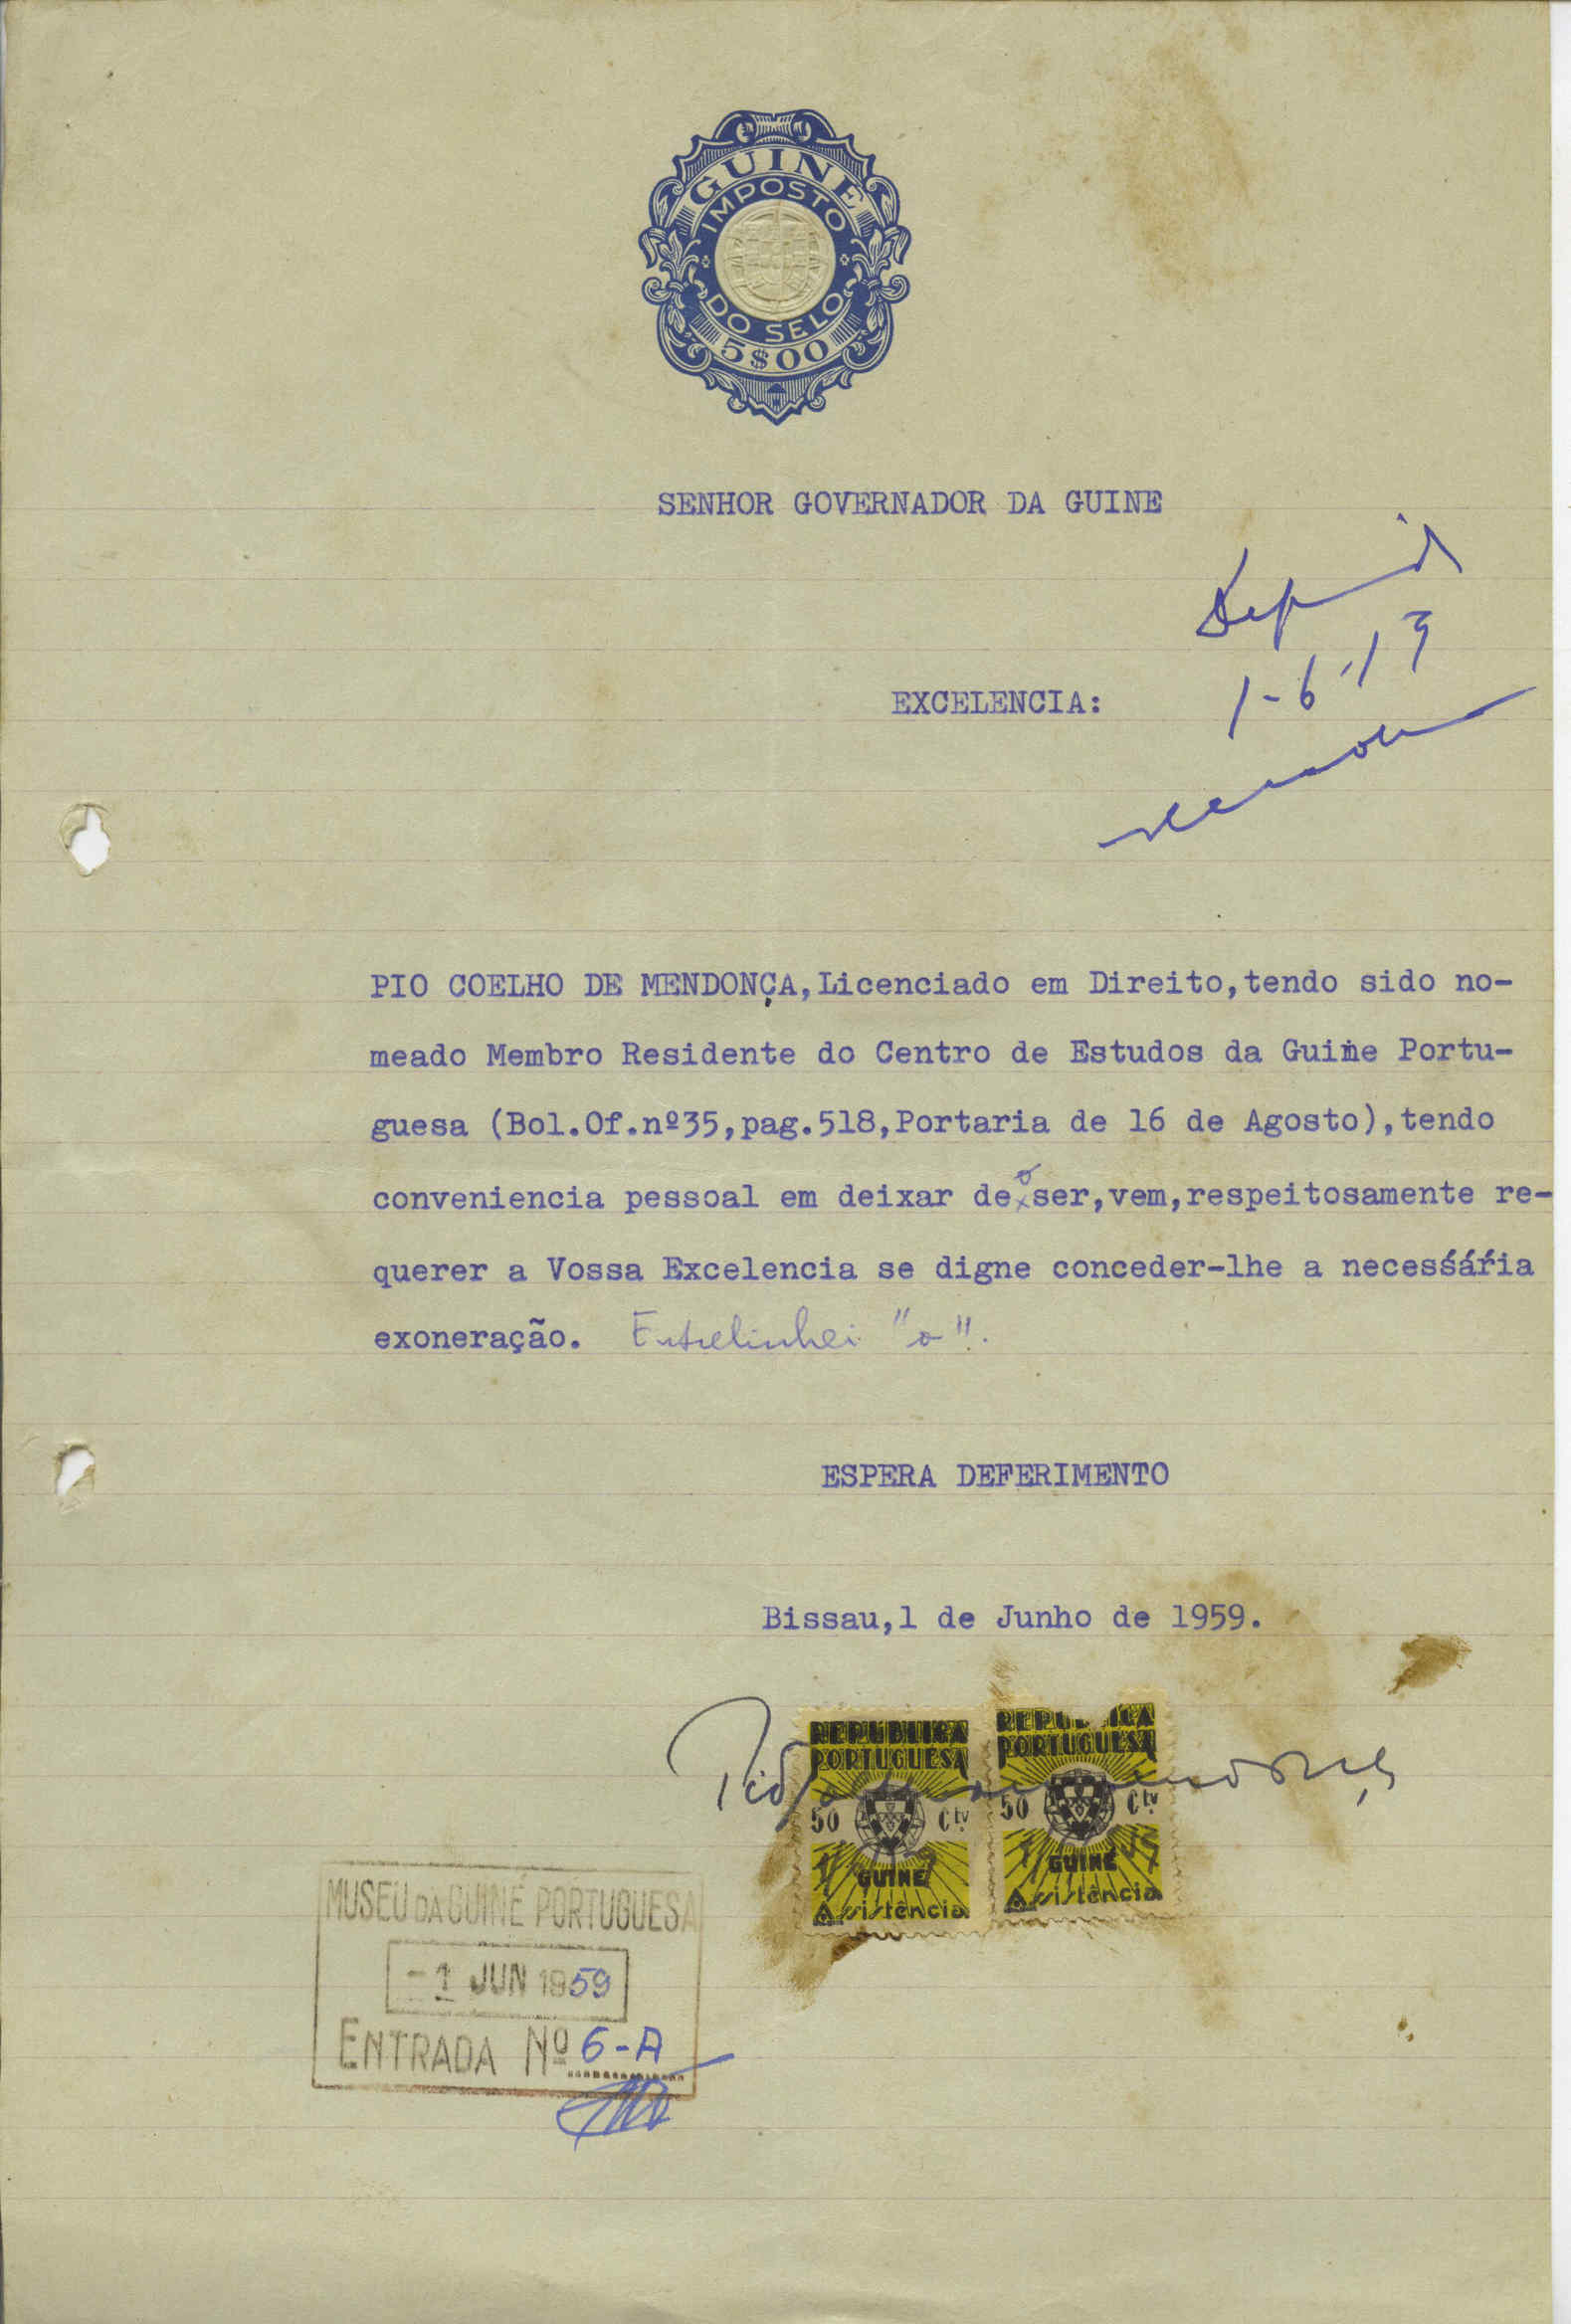 GUINÉ
IMPOSTO
DO SELO
5$00
SENHOR GOVERNADOR DA GUINE
1-6-
EXCELENCIA:
PIO COELHO DE MENDONÇA,Licenciado em Direito,tendo sido no-
meado Membro Residente do Centro de Estudos da Guine Portu-
guesa (Bol.Of.nº35,pag.518,Portaria de 16 de Agosto),tendo
conveniencia pessoal em deixar de o ser,vem,respeitosamente re-
querer a Vossa Excelencia se digne conceder-lhe a necessária
exoneração. Entrelinhei "o".
ESPERA DEFERIMENTO
Bissau,1 de Junho de 1959.
REPUBLICA REPUBLICA
PORTUGUESA PORTUGUESA
50 Ctv 50 Ctv
GUINÉ GUINÉ
Assistência Assistência
MUSEU DA GUINÉ PORTUGUESA
-1 JUN 1959
ENTRADA Nº 6-A